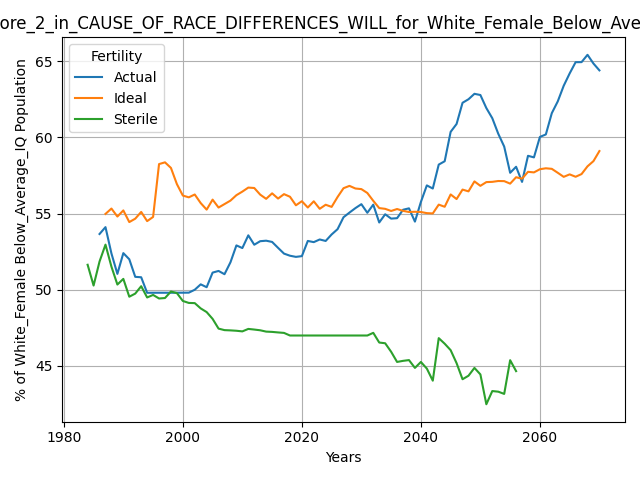 ore_2_in_CAUSE_OF_RACE_DIFFERENCES_WILL_for_White_Female_Below_Ave
Fertility
Actual
Ideal
Sterile
% of White_Female Below_Average_IQ Population
65
60
55
50
45
1980
2000
2020
2040
2060
Years